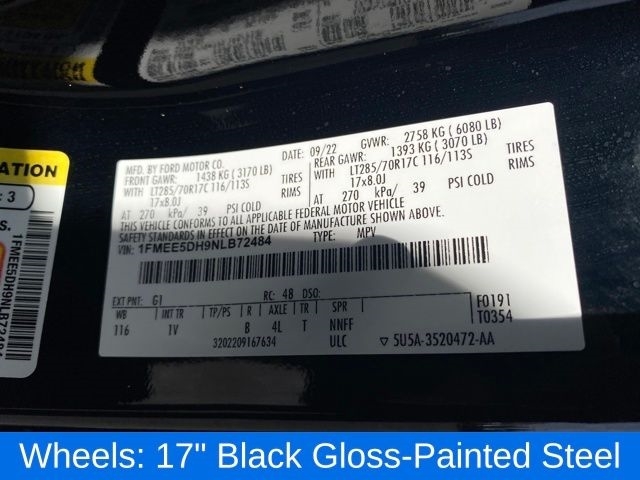 MFD. BY FORD MOTOR CO.
DATE: 09/22 GVWR: 2758 KG ( 6080 LB)
FRONT GAWR: 1438 KG ( 3170 LB)
REAR GAWR: 1393 KG ( 3070 LB)
WITH LT285/70R17C 116/113S TIRES
WITH LT285/70R17C 116/113S TIRES
17x8.0J RIMS
17x8.0J RIMS
AT 270 kPa/ 39 PSI COLD
AT 270 kPa/ 39 PSI COLD
THIS VEHICLE CONFORMS TO ALL APPLICABLE FEDERAL MOTOR VEHICLE
SAFETY STANDARDS IN EFFECT ON THE DATE OF MANUFACTURE SHOWN ABOVE.
VIN: 1FMEE5DH9NLB72484 TYPE: MPV
EXT PNT: G1 RC: 48 DSO: F0191
WB INT TR TP/PS R AXLE TR SPR T0354
116 1V B 4L T NNFF
3202209167634 ULC ▽ 5U5A-3520472-AA
ATION
: 3
S.
1FMEE5DH9NLB72484
Wheels: 17" Black Gloss-Painted Steel